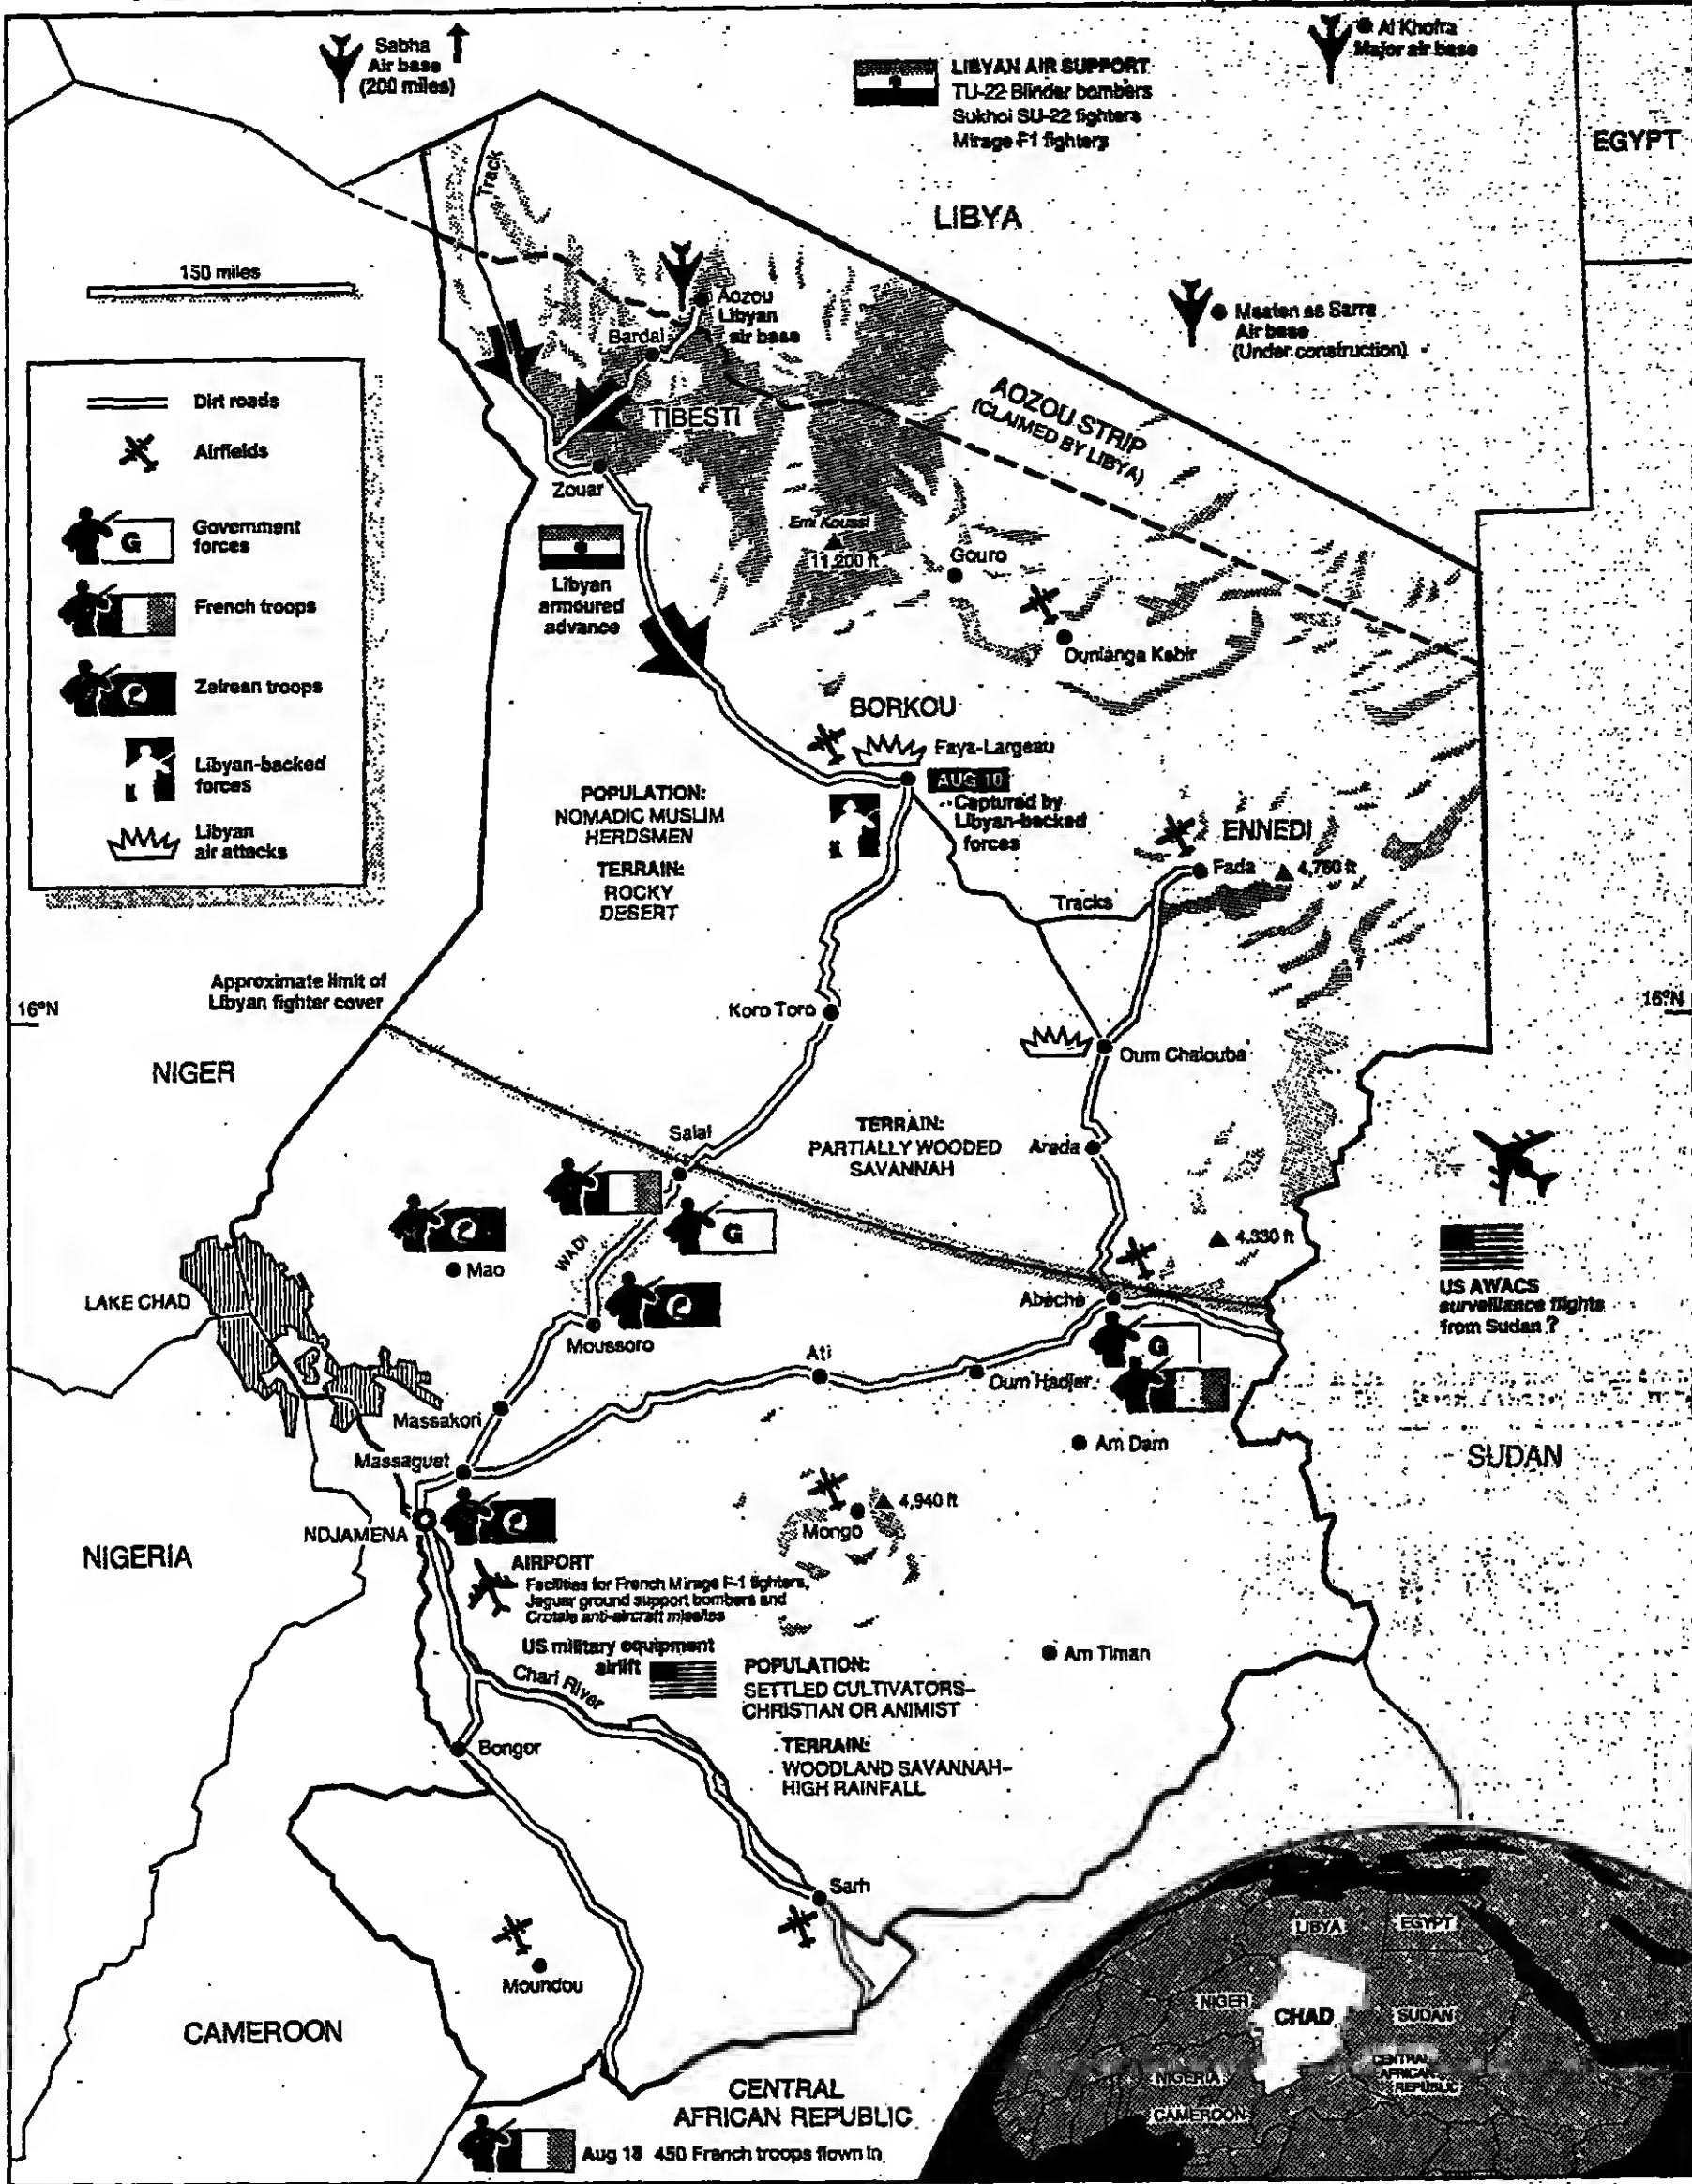 Sabha
Air base
(200 miles)
LIBYAN AIR SUPPORT
TU-22 Blinder bombers
Sukhoi SU-22 fighters
Mirage F1 fighters
Al Khofra
Major air base
EGYPT
LIBYA
Track
150 miles
Aozou
Libyan
air base
Bardai
Maaten as Sarra
Air base
(Under construction)
AOZOU STRIP
(CLAIMED BY LIBYA)
TIBESTI
Zouar
Dirt roads
Airfields
G
Government
forces
French troops
Zairean troops
Libyan-backed
forces
Libyan
air attacks
Libyan
armoured
advance
Emi Koussi
11,200 ft
Gouro
Ounianga Kebir
BORKOU
Faya-Largeau
AUG 10
Captured by
Libyan-backed
forces
POPULATION:
NOMADIC MUSLIM
HERDSMEN
TERRAIN:
ROCKY
DESERT
ENNEDI
Fada
4,760 ft
Tracks
Approximate limit of
Libyan fighter cover
16°N
16°N
Koro Toro
Oum Chalouba
NIGER
Salal
TERRAIN:
PARTIALLY WOODED
SAVANNAH
Arada
G
WADI
Mao
4,330 ft
LAKE CHAD
Abeche
US AWACS
surveillance flights
from Sudan ?
Moussoro
G
Ati
Oum Hadjer
Massakori
Am Dam
Massaguet
SUDAN
4,940 ft
Mongo
NDJAMENA
NIGERIA
AIRPORT
Facilities for French Mirage F-1 fighters,
Jaguar ground support bombers and
Crotale anti-aircraft missiles
US military equipment
airlift
Chari River
Am Timan
POPULATION:
SETTLED CULTIVATORS–
CHRISTIAN OR ANIMIST
Bongor
TERRAIN:
WOODLAND SAVANNAH–
HIGH RAINFALL
Sarh
Moundou
CAMEROON
CENTRAL
AFRICAN REPUBLIC
Aug 18 450 French troops flown in
LIBYA
EGYPT
NIGER
CHAD
SUDAN
NIGERIA
CENTRAL
AFRICAN
REPUBLIC
CAMEROON